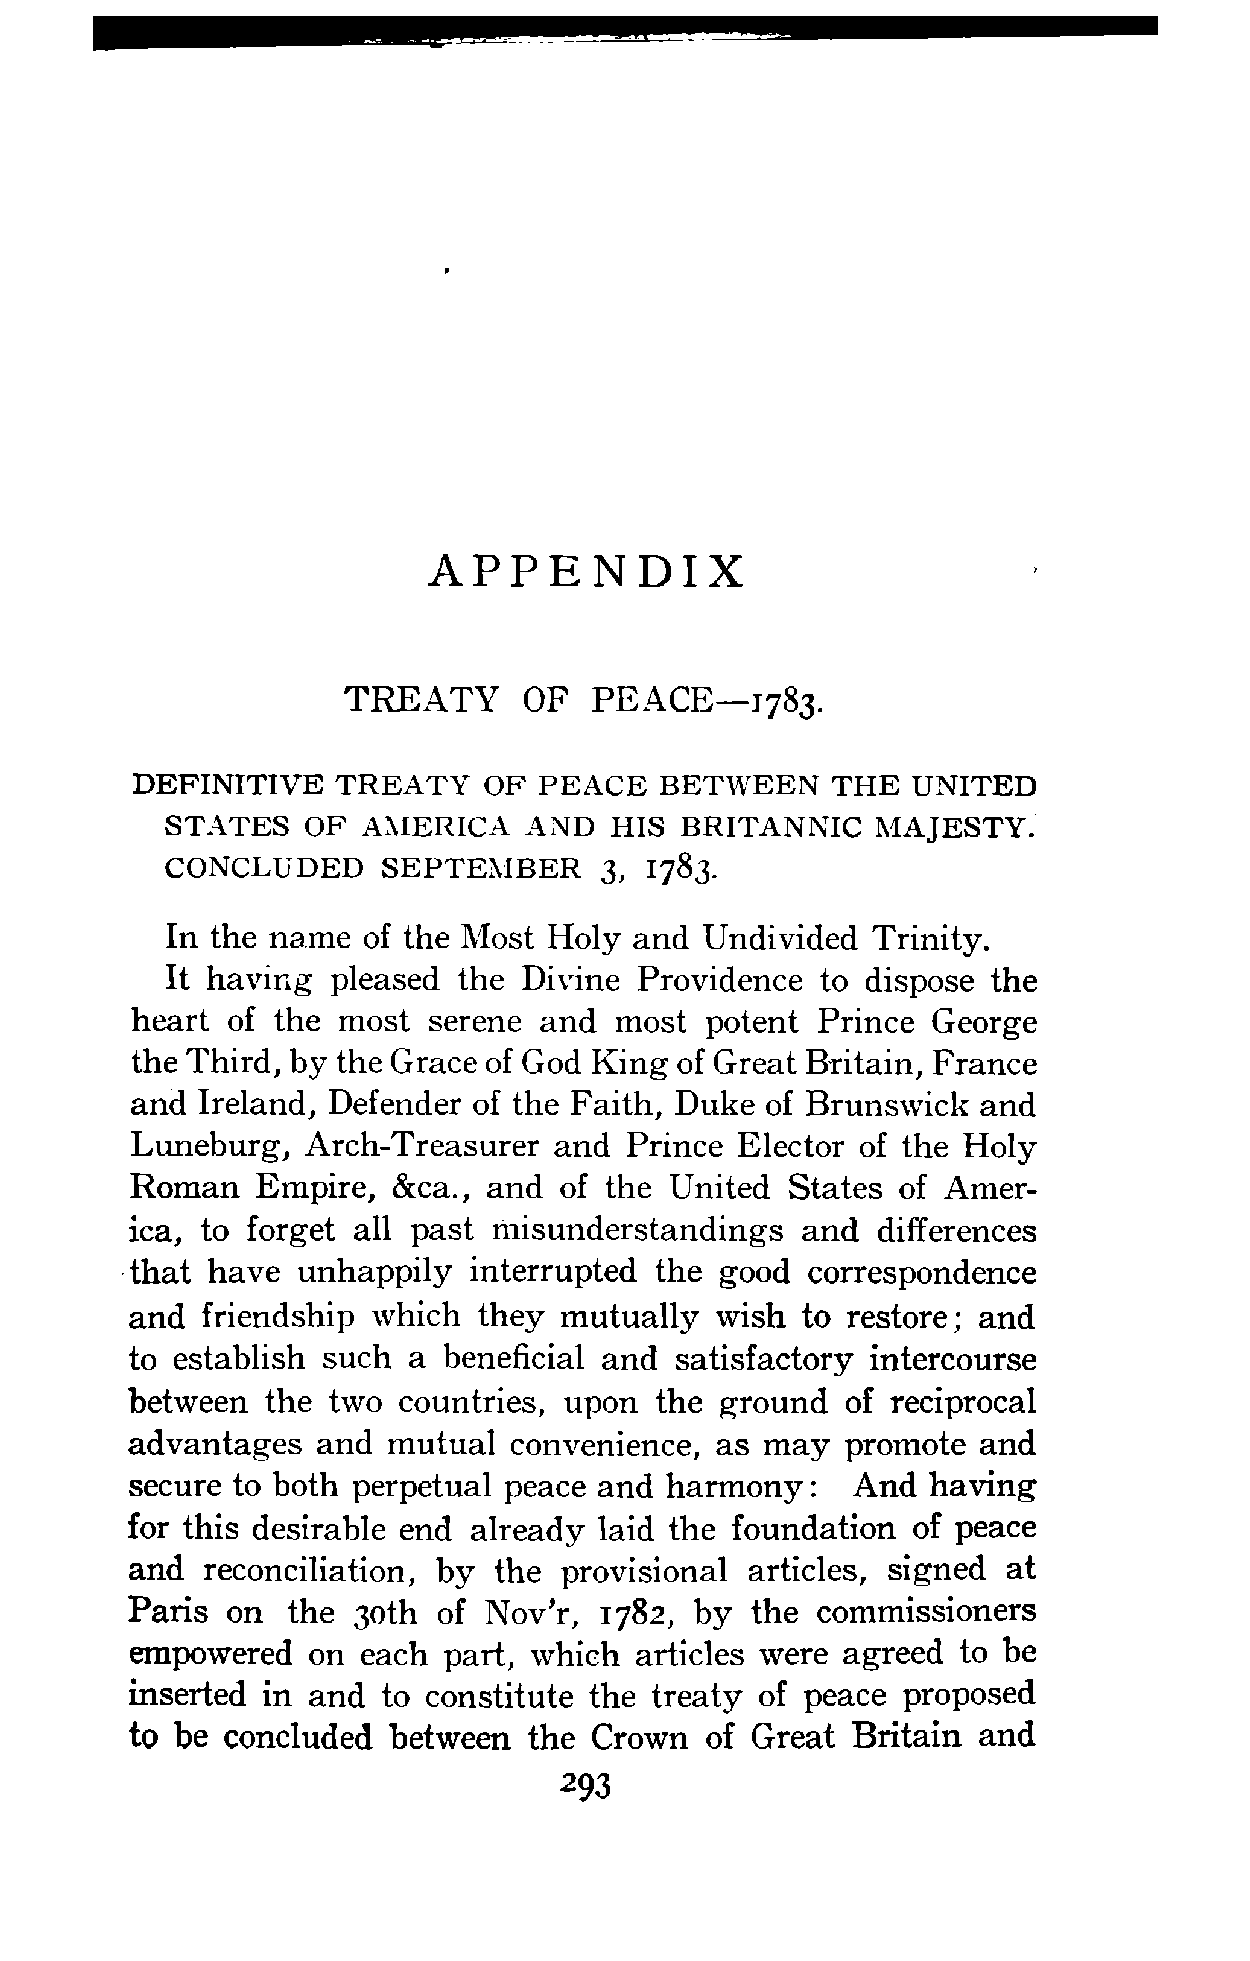 APPENDIX
TREATY OF PEACE—1783.
DEFINITIVE TREATY OF PEACE BETWEEN THE UNITED
STATES OF AMERICA AND HIS BRITANNIC MAJESTY.
CONCLUDED SEPTEMBER 3, 1783.
In the name of the Most Holy and Undivided Trinity.
It having pleased the Divine Providence to dispose the
heart of the most serene and most potent Prince George
the Third, by the Grace of God King of Great Britain, France
and Ireland, Defender of the Faith, Duke of Brunswick and
Luneburg, Arch-Treasurer and Prince Elector of the Holy
Roman Empire, &ca., and of the United States of Amer-
ica, to forget all past misunderstandings and differences
that have unhappily interrupted the good correspondence
and friendship which they mutually wish to restore; and
to establish such a beneficial and satisfactory intercourse
between the two countries, upon the ground of reciprocal
advantages and mutual convenience, as may promote and
secure to both perpetual peace and harmony: And having
for this desirable end already laid the foundation of peace
and reconciliation, by the provisional articles, signed at
Paris on the 30th of Nov'r, 1782, by the commissioners
empowered on each part, which articles were agreed to be
inserted in and to constitute the treaty of peace proposed
to be concluded between the Crown of Great Britain and
293